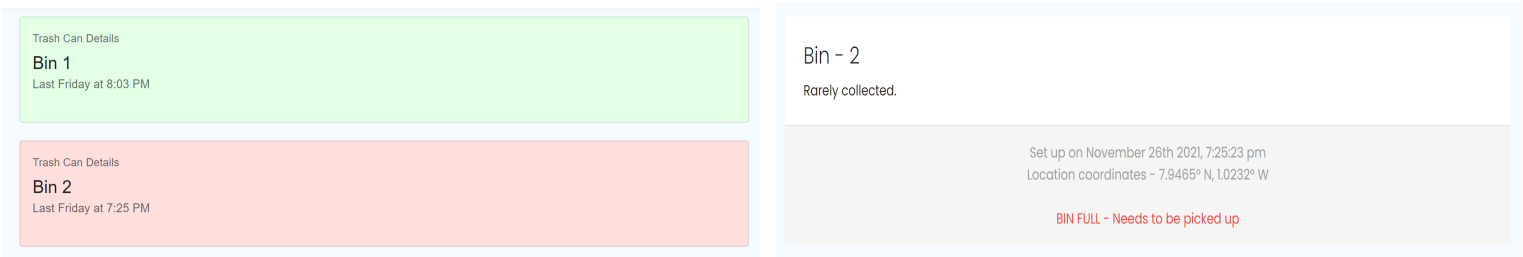 Trash Can Details
Bin 1
Last Friday at 8:03 PM
Trash Can Details
Bin 2
Last Friday at 7:25 PM
Bin - 2
Rarely collected.
Set up on November 26th 2021, 7:25:23 pm
Location coordinates - 7.9465° N, 1.0232° W
BIN FULL - Needs to be picked up